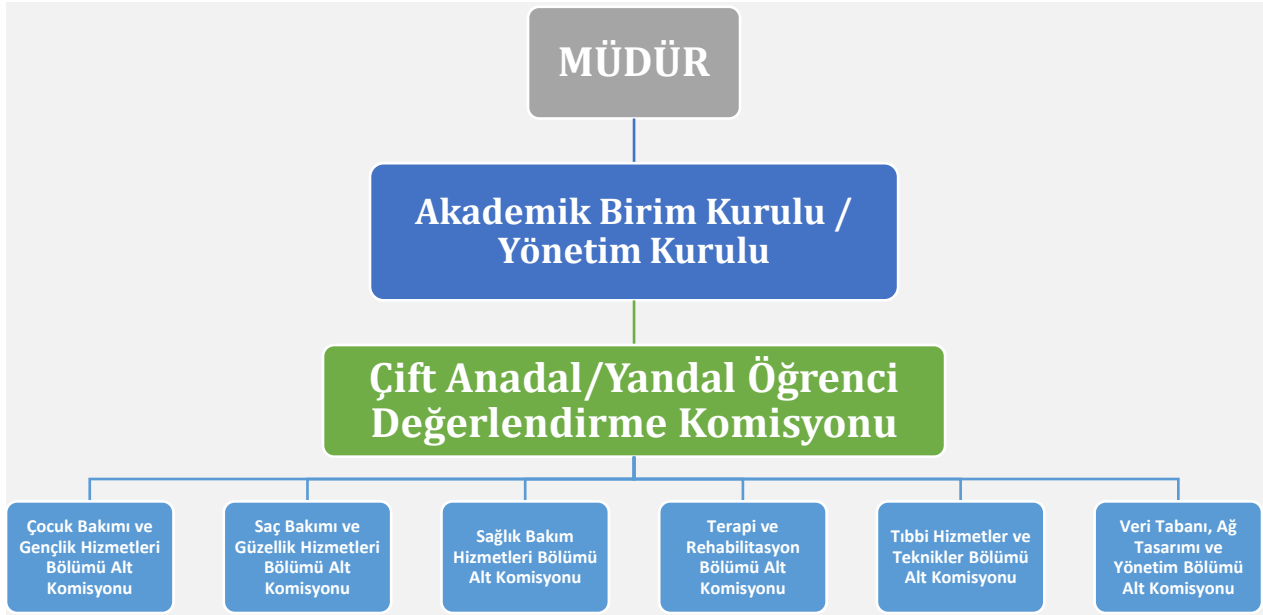 MÜDÜR
Akademik Birim Kurulu /
Yönetim Kurulu
Çift Anadal/Yandal Öğrenci
Değerlendirme Komisyonu
Çocuk Bakımı ve
Gençlik Hizmetleri
Bölümü Alt
Komisyonu
Saç Bakımı ve
Güzellik Hizmetleri
Bölümü Alt
Komisyonu
Sağlık Bakım
Hizmetleri Bölümü
Alt Komisyonu
Terapi ve
Rehabilitasyon
Bölümü Alt
Komisyonu
Tıbbi Hizmetler ve
Teknikler Bölümü
Alt Komisyonu
Veri Tabanı, Ağ
Tasarımı ve
Yönetim Bölümü
Alt Komisyonu